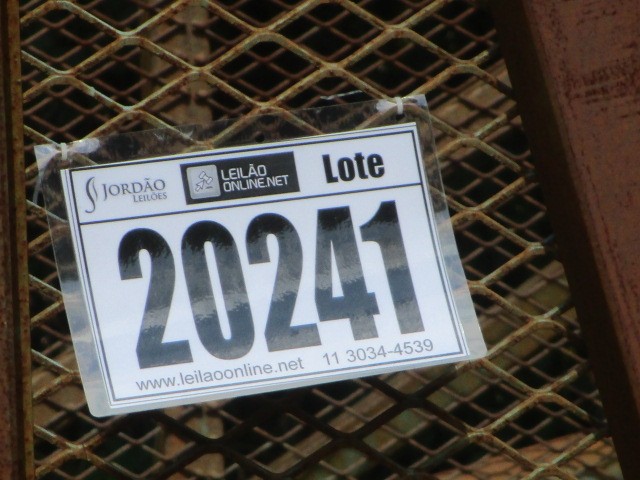 JORDÃO LEILÕES
LEILÃO ONLINE.NET
Lote
20241
www.leilaoonline.net 11 3034-4539